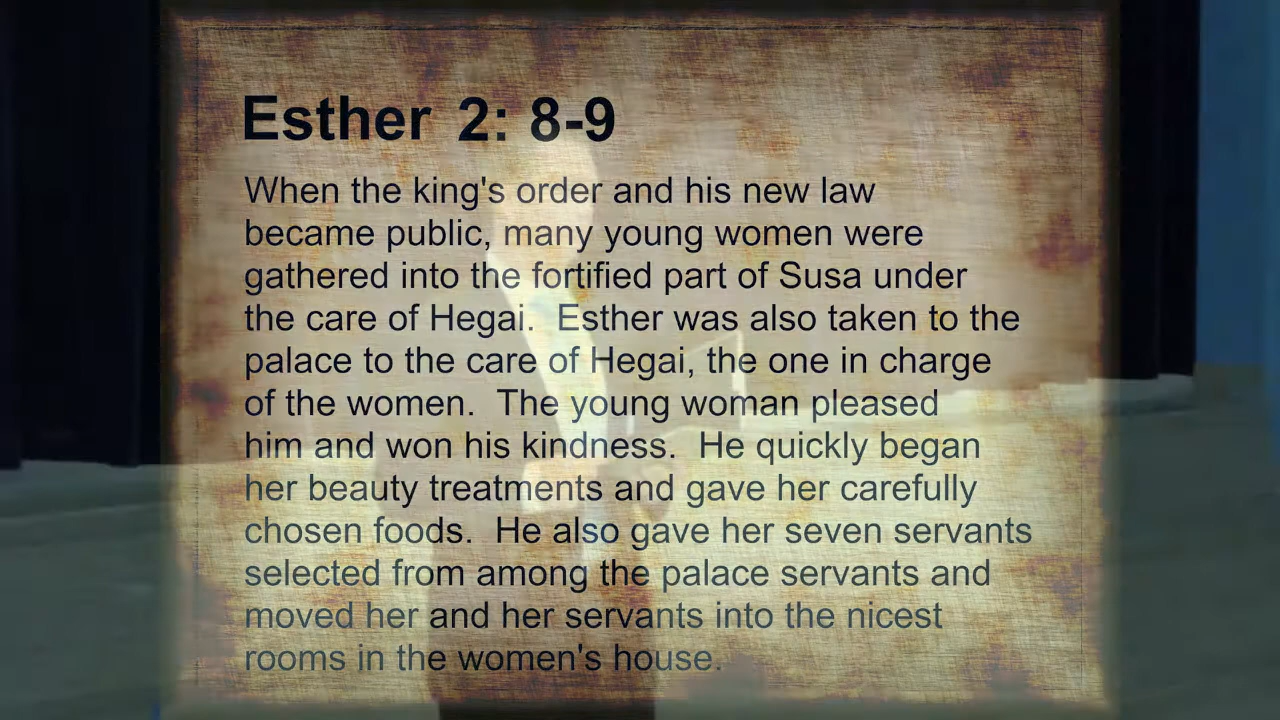 Esther 2: 8-9
When the king's order and his new law
became public, many young women were
gathered into the fortified part of Susa under
the care of Hegai.  Esther was also taken to the
palace to the care of Hegai, the one in charge
of the women.  The young woman pleased
him and won his kindness.  He quickly began
her beauty treatments and gave her carefully
chosen foods.  He also gave her seven servants
selected from among the palace servants and
moved her and her servants into the nicest
rooms in the women's house.